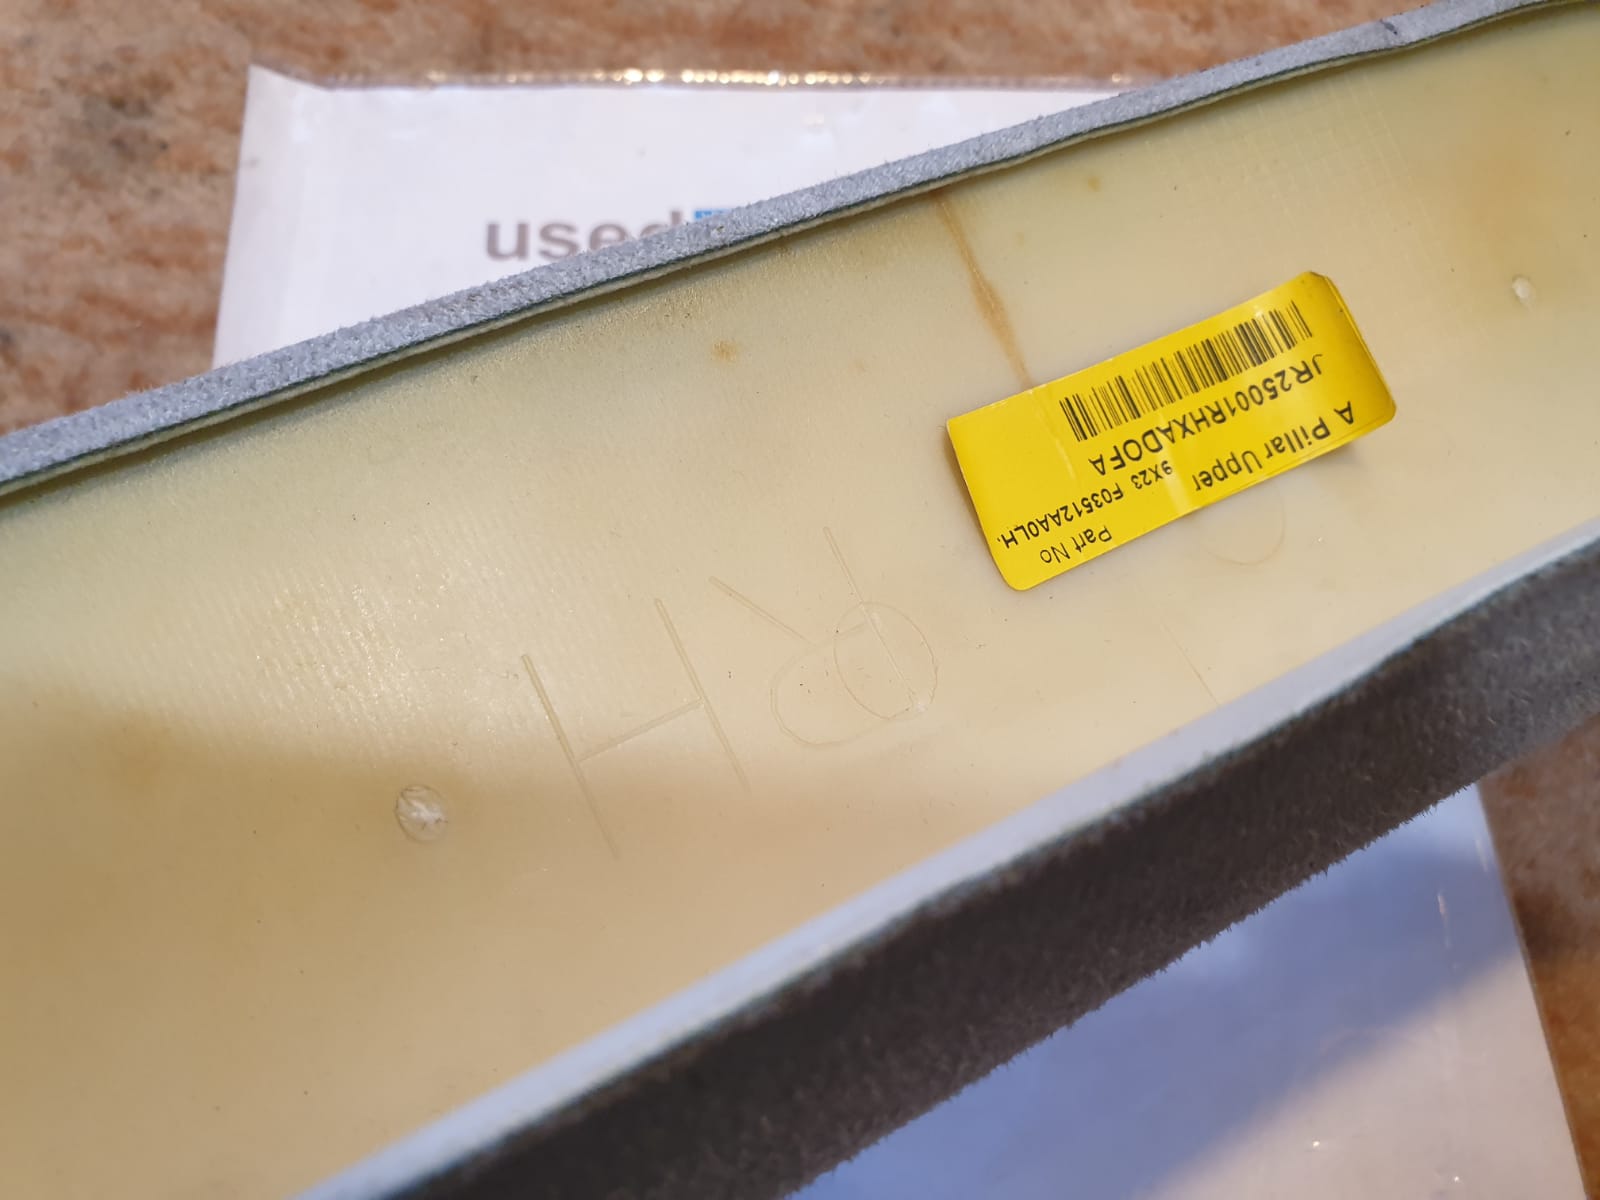 used
A Pillar Upper Part No
9X23 F03512AA0LH.
JR25001RHXADOFA
RH